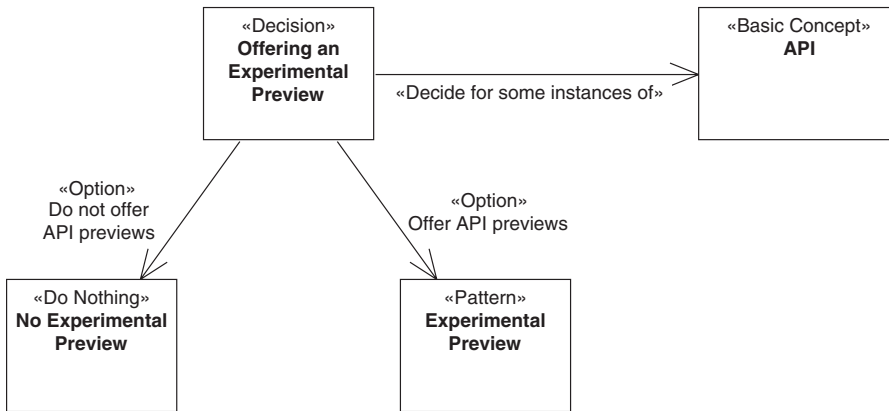 «Decision»
Offering an
Experimental
Preview
«Basic Concept»
API
«Decide for some instances of»
«Option»
Do not offer
API previews
«Option»
Offer API previews
«Do Nothing»
No Experimental
Preview
«Pattern»
Experimental
Preview